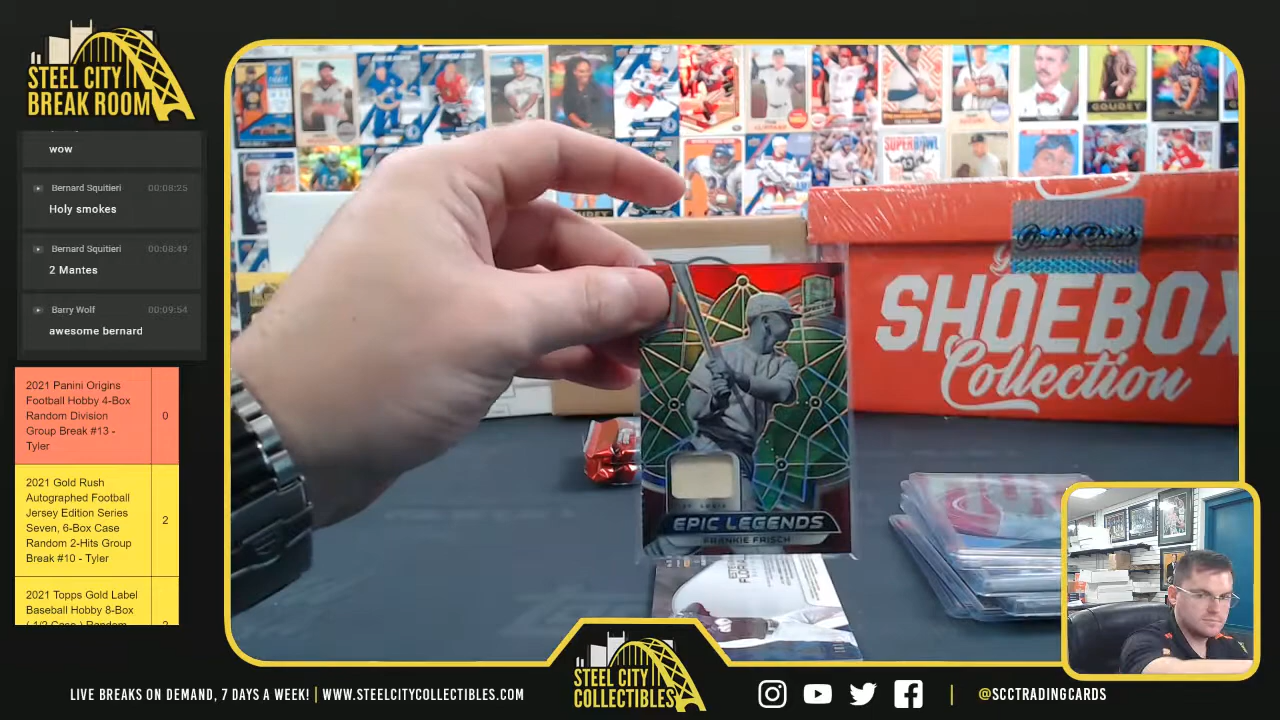 STEEL CITY
BREAK ROOM
wow
Bernard Squitieri 00:08:25
Holy smokes
Bernard Squitieri 00:08:49
2 Mantes
Barry Wolf 00:09:54
awesome bernard
2021 Panini Origins
Football Hobby 4-Box
Random Division
Group Break #13 -
Tyler
0
2021 Gold Rush
Autographed Football
Jersey Edition Series
Seven, 6-Box Case
Random 2-Hits Group
Break #10 - Tyler
2
2021 Topps Gold Label
Baseball Hobby 8-Box
GOUDEY
SUPERBOWL
Gold Rush
SHOEBOX
Collection
EPIC LEGENDS
FRANKIE FRISCH
STEEL CITY
COLLECTIBLES
LIVE BREAKS ON DEMAND, 7 DAYS A WEEK! | WWW.STEELCITYCOLLECTIBLES.COM
| @SCCTRADINGCARDS